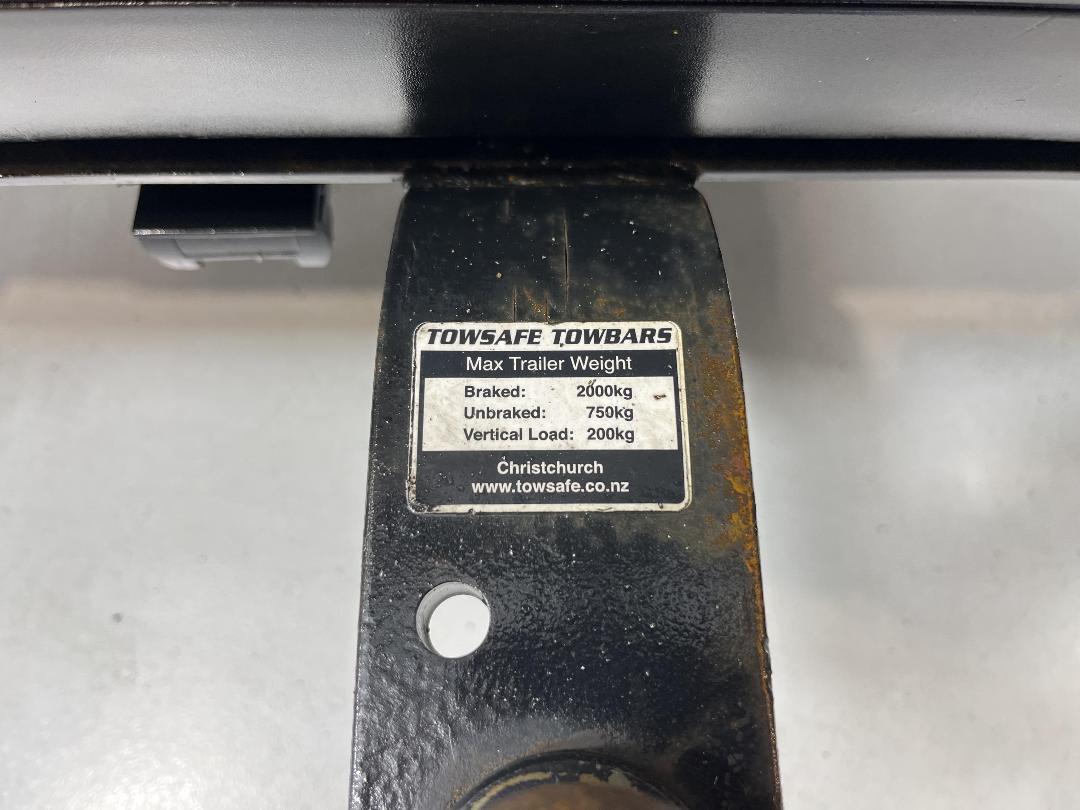 TOWSAFE TOWBARS
Max Trailer Weight
Braked: 2000kg
Unbraked: 750kg
Vertical Load: 200kg
Christchurch
www.towsafe.co.nz